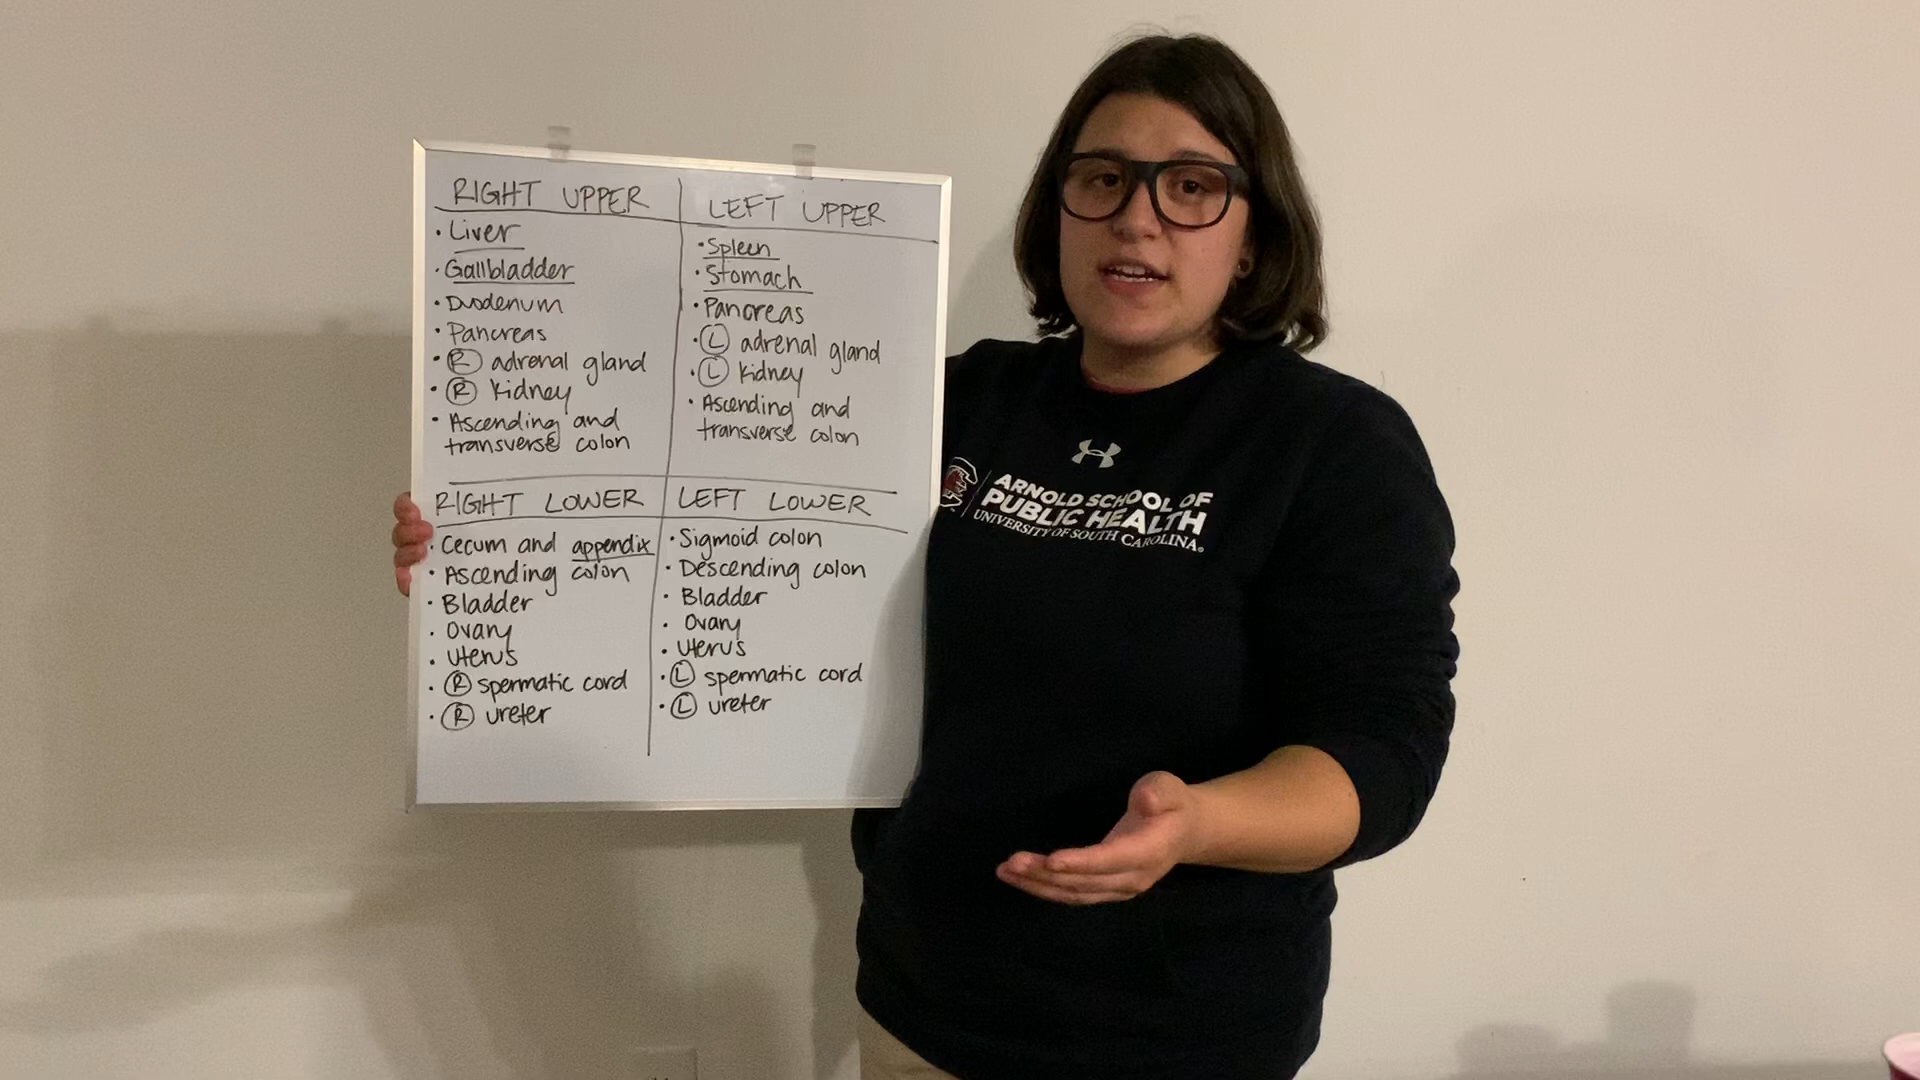 RIGHT UPPER
• Liver
• Gallbladder
• Duodenum
• Pancreas
• R adrenal gland
• R kidney
• Ascending and
transverse colon
LEFT UPPER
• Spleen
• Stomach
• Pancreas
• L adrenal gland
• L kidney
• Ascending and
transverse colon
RIGHT LOWER
• Cecum and appendix
• Ascending colon
• Bladder
• Ovary
• Uterus
• R spermatic cord
• R ureter
LEFT LOWER
• Sigmoid colon
• Descending colon
• Bladder
• Ovary
• Uterus
• L spermatic cord
• L ureter
ARNOLD SCHOOL OF
PUBLIC HEALTH
UNIVERSITY OF SOUTH CAROLINA.